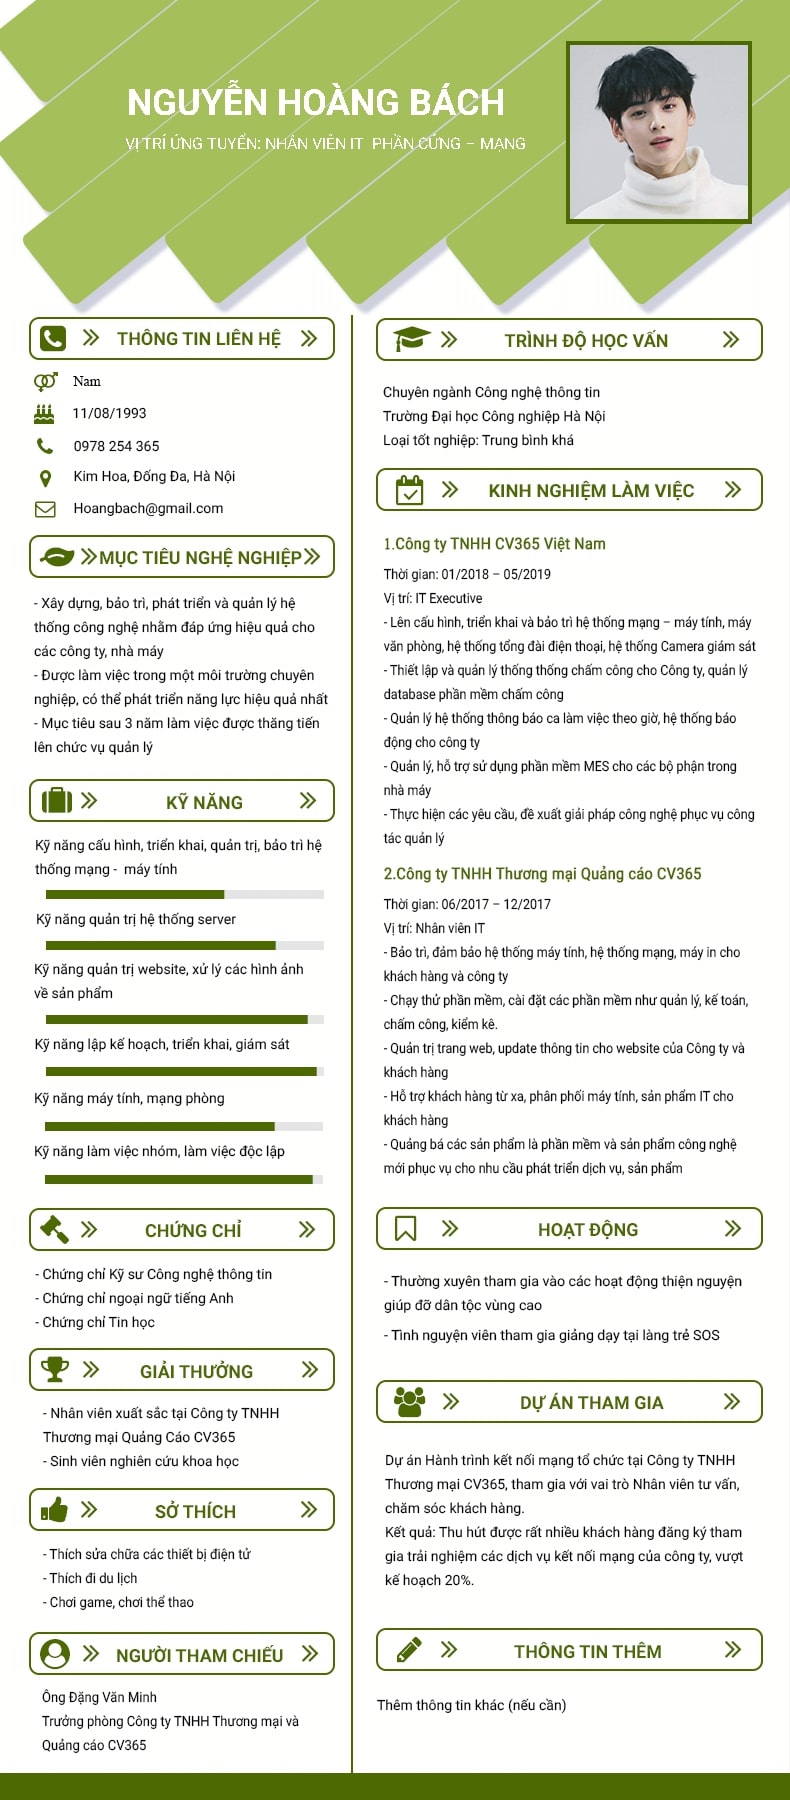 NGUYỄN HOÀNG BÁCH
VỊ TRÍ ỨNG TUYỂN: NHÂN VIÊN IT PHẦN CỨNG – MẠNG
THÔNG TIN LIÊN HỆ
Nam
11/08/1993
0978 254 365
Kim Hoa, Đống Đa, Hà Nội
Hoangbach@gmail.com
MỤC TIÊU NGHỆ NGHIỆP
- Xây dựng, bảo trì, phát triển và quản lý hệ
thống công nghệ nhằm đáp ứng hiệu quả cho
các công ty, nhà máy
- Được làm việc trong một môi trường chuyên
nghiệp, có thể phát triển năng lực hiệu quả nhất
- Mục tiêu sau 3 năm làm việc được thăng tiến
lên chức vụ quản lý
KỸ NĂNG
Kỹ năng cấu hình, triển khai, quản trị, bảo trì hệ
thống mạng - máy tính
Kỹ năng quản trị hệ thống server
Kỹ năng quản trị website, xử lý các hình ảnh
về sản phẩm
Kỹ năng lập kế hoạch, triển khai, giám sát
Kỹ năng máy tính, mạng phòng
Kỹ năng làm việc nhóm, làm việc độc lập
CHỨNG CHỈ
- Chứng chỉ Kỹ sư Công nghệ thông tin
- Chứng chỉ ngoại ngữ tiếng Anh
- Chứng chỉ Tin học
GIẢI THƯỞNG
- Nhân viên xuất sắc tại Công ty TNHH
Thương mại Quảng Cáo CV365
- Sinh viên nghiên cứu khoa học
SỞ THÍCH
- Thích sửa chữa các thiết bị điện tử
- Thích đi du lịch
- Chơi game, chơi thể thao
NGƯỜI THAM CHIẾU
Ông Đặng Văn Minh
Trưởng phòng Công ty TNHH Thương mại và
Quảng cáo CV365
TRÌNH ĐỘ HỌC VẤN
Chuyên ngành Công nghệ thông tin
Trường Đại học Công nghiệp Hà Nội
Loại tốt nghiệp: Trung bình khá
KINH NGHIỆM LÀM VIỆC
1.Công ty TNHH CV365 Việt Nam
Thời gian: 01/2018 – 05/2019
Vị trí: IT Executive
- Lên cấu hình, triển khai và bảo trì hệ thống mạng – máy tính, máy
văn phòng, hệ thống tổng đài điện thoại, hệ thống Camera giám sát
- Thiết lập và quản lý thống thống chấm công cho Công ty, quản lý
database phần mềm chấm công
- Quản lý hệ thống thông báo ca làm việc theo giờ, hệ thống báo
động cho công ty
- Quản lý, hỗ trợ sử dụng phần mềm MES cho các bộ phận trong
nhà máy
- Thực hiện các yêu cầu, đề xuất giải pháp công nghệ phục vụ công
tác quản lý
2.Công ty TNHH Thương mại Quảng cáo CV365
Thời gian: 06/2017 – 12/2017
Vị trí: Nhân viên IT
- Bảo trì, đảm bảo hệ thống máy tính, hệ thống mạng, máy in cho
khách hàng và công ty
- Chạy thử phần mềm, cài đặt các phần mềm như quản lý, kế toán,
chấm công, kiểm kê.
- Quản trị trang web, update thông tin cho website của Công ty và
khách hàng
- Hỗ trợ khách hàng từ xa, phân phối máy tính, sản phẩm IT cho
khách hàng
- Quảng bá các sản phẩm là phần mềm và sản phẩm công nghệ
mới phục vụ cho nhu cầu phát triển dịch vụ, sản phẩm
HOẠT ĐỘNG
- Thường xuyên tham gia vào các hoạt động thiện nguyện
giúp đỡ dân tộc vùng cao
- Tình nguyện viên tham gia giảng dạy tại làng trẻ SOS
DỰ ÁN THAM GIA
Dự án Hành trình kết nối mạng tổ chức tại Công ty TNHH
Thương mại CV365, tham gia với vai trò Nhân viên tư vấn,
chăm sóc khách hàng.
Kết quả: Thu hút được rất nhiều khách hàng đăng ký tham
gia trải nghiệm các dịch vụ kết nối mạng của công ty, vượt
kế hoạch 20%.
THÔNG TIN THÊM
Thêm thông tin khác (nếu cần)